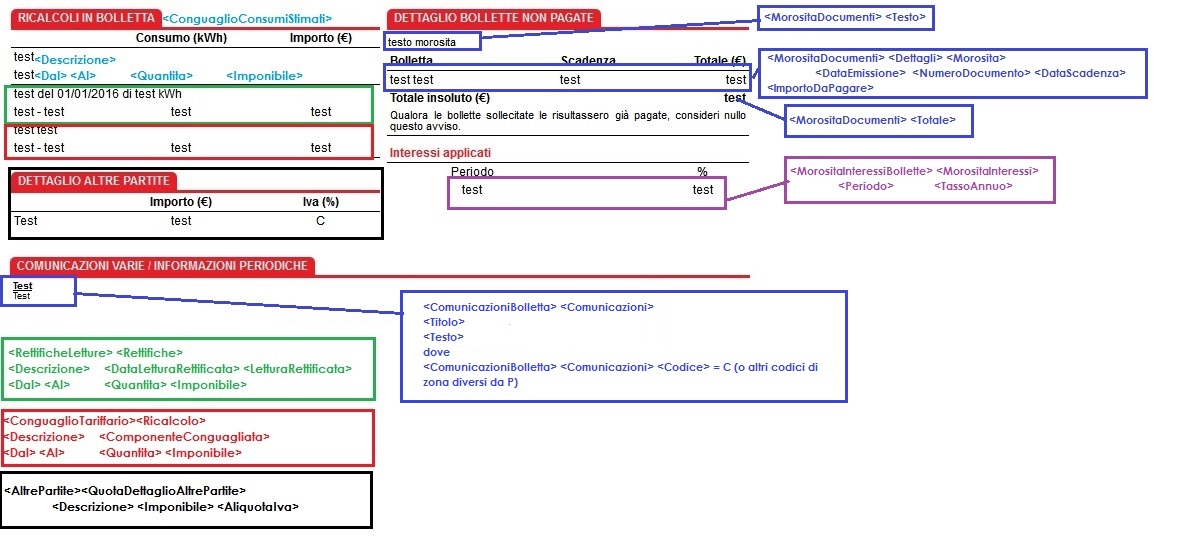 RICALCOLI IN BOLLETTA <ConguaglioConsumiStimati>
Consumo (kWh) Importo (€)
test<Descrizione>
test<Dal> <Al> <Quantita> <Imponibile>
test del 01/01/2016 di test kWh
test - test test test
test test
test - test test test
DETTAGLIO ALTRE PARTITE
Importo (€) Iva (%)
Test test C
DETTAGLIO BOLLETTE NON PAGATE
testo morosita
Bolletta Scadenza Totale (€)
test test test test
Totale insoluto (€) test
Qualora le bollette sollecitate le risultassero già pagate, consideri nullo
questo avviso.
Interessi applicati
Periodo %
test test
<MorositaDocumenti> <Testo>
<MorositaDocumenti> <Dettagli> <Morosita>
<DataEmissione> <NumeroDocumento> <DataScadenza>
<ImportoDaPagare>
<MorositaDocumenti> <Totale>
<MorositaInteressiBollette> <MorositaInteressi>
<Periodo> <TassoAnnuo>
COMUNICAZIONI VARIE / INFORMAZIONI PERIODICHE
Test
Test
<ComunicazioniBolletta> <Comunicazioni>
<Titolo>
<Testo>
dove
<ComunicazioniBolletta> <Comunicazioni> <Codice> = C (o altri codici di
zona diversi da P)
<RettificheLetture> <Rettifiche>
<Descrizione> <DataLetturaRettificata> <LetturaRettificata>
<Dal> <Al> <Quantita> <Imponibile>
<ConguaglioTariffario><Ricalcolo>
<Descrizione> <ComponenteConguagliata>
<Dal> <Al> <Quantita> <Imponibile>
<AltrePartite><QuotaDettaglioAltrePartite>
<Descrizione> <Imponibile> <AliquotaIva>